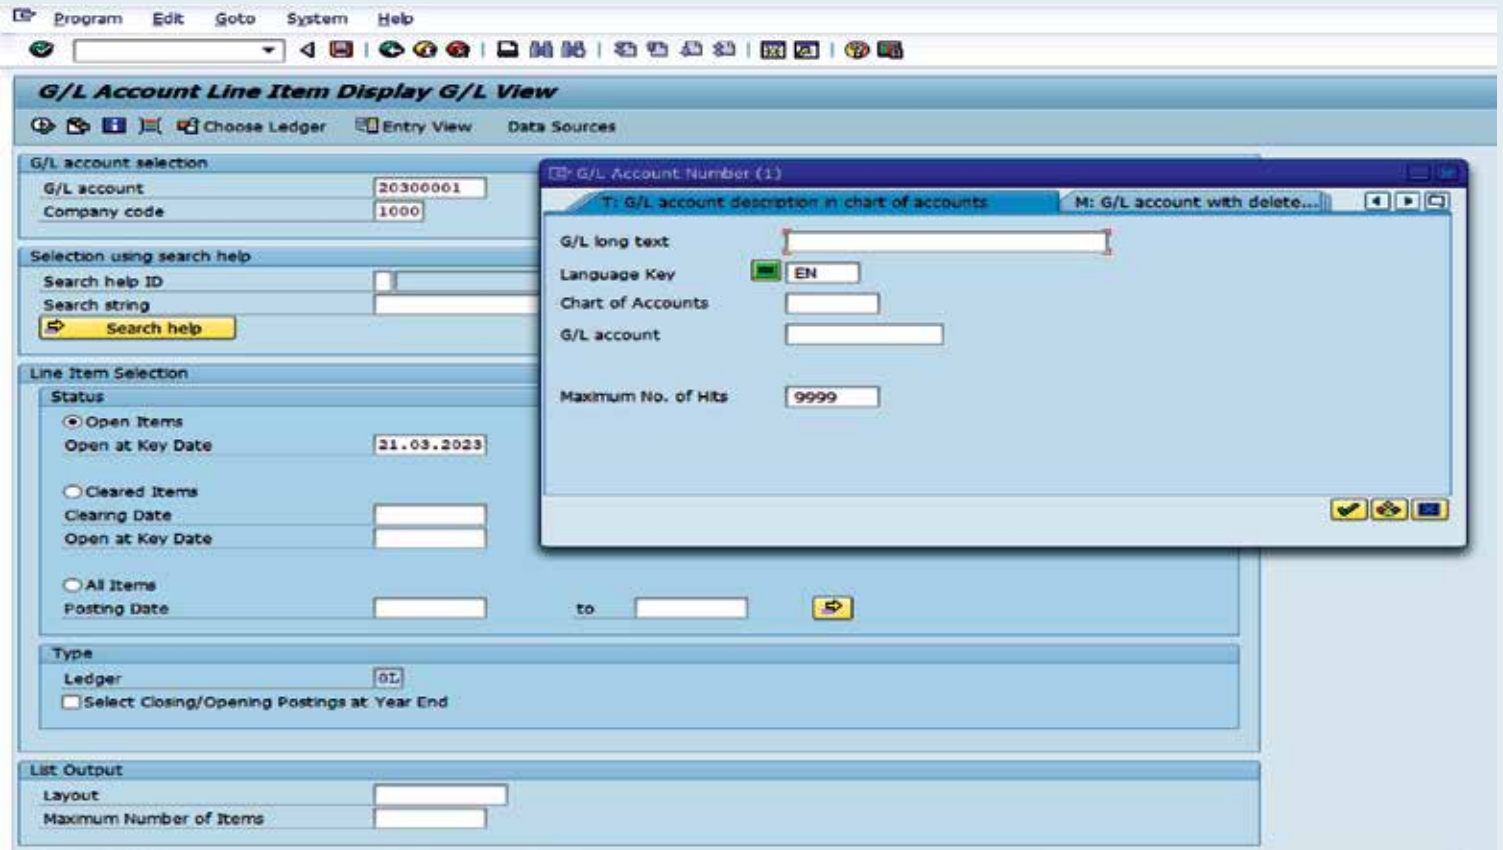 Program Edit Goto System Help
G/L Account Line Item Display G/L View
Choose Ledger Entry View Data Sources
G/L account selection
G/L account 20300001
Company code 1000
Selection using search help
Search help ID
Search string
Search help
Line Item Selection
Status
Open Items
Open at Key Date 21.03.2023
Cleared Items
Clearing Date
Open at Key Date
All Items
Posting Date to
Type
Ledger 0L
Select Closing/Opening Postings at Year End
List Output
Layout
Maximum Number of Items
G/L Account Number (1)
T: G/L account description in chart of accounts M: G/L account with delete...
G/L long text
Language Key EN
Chart of Accounts
G/L account
Maximum No. of Hits 9999